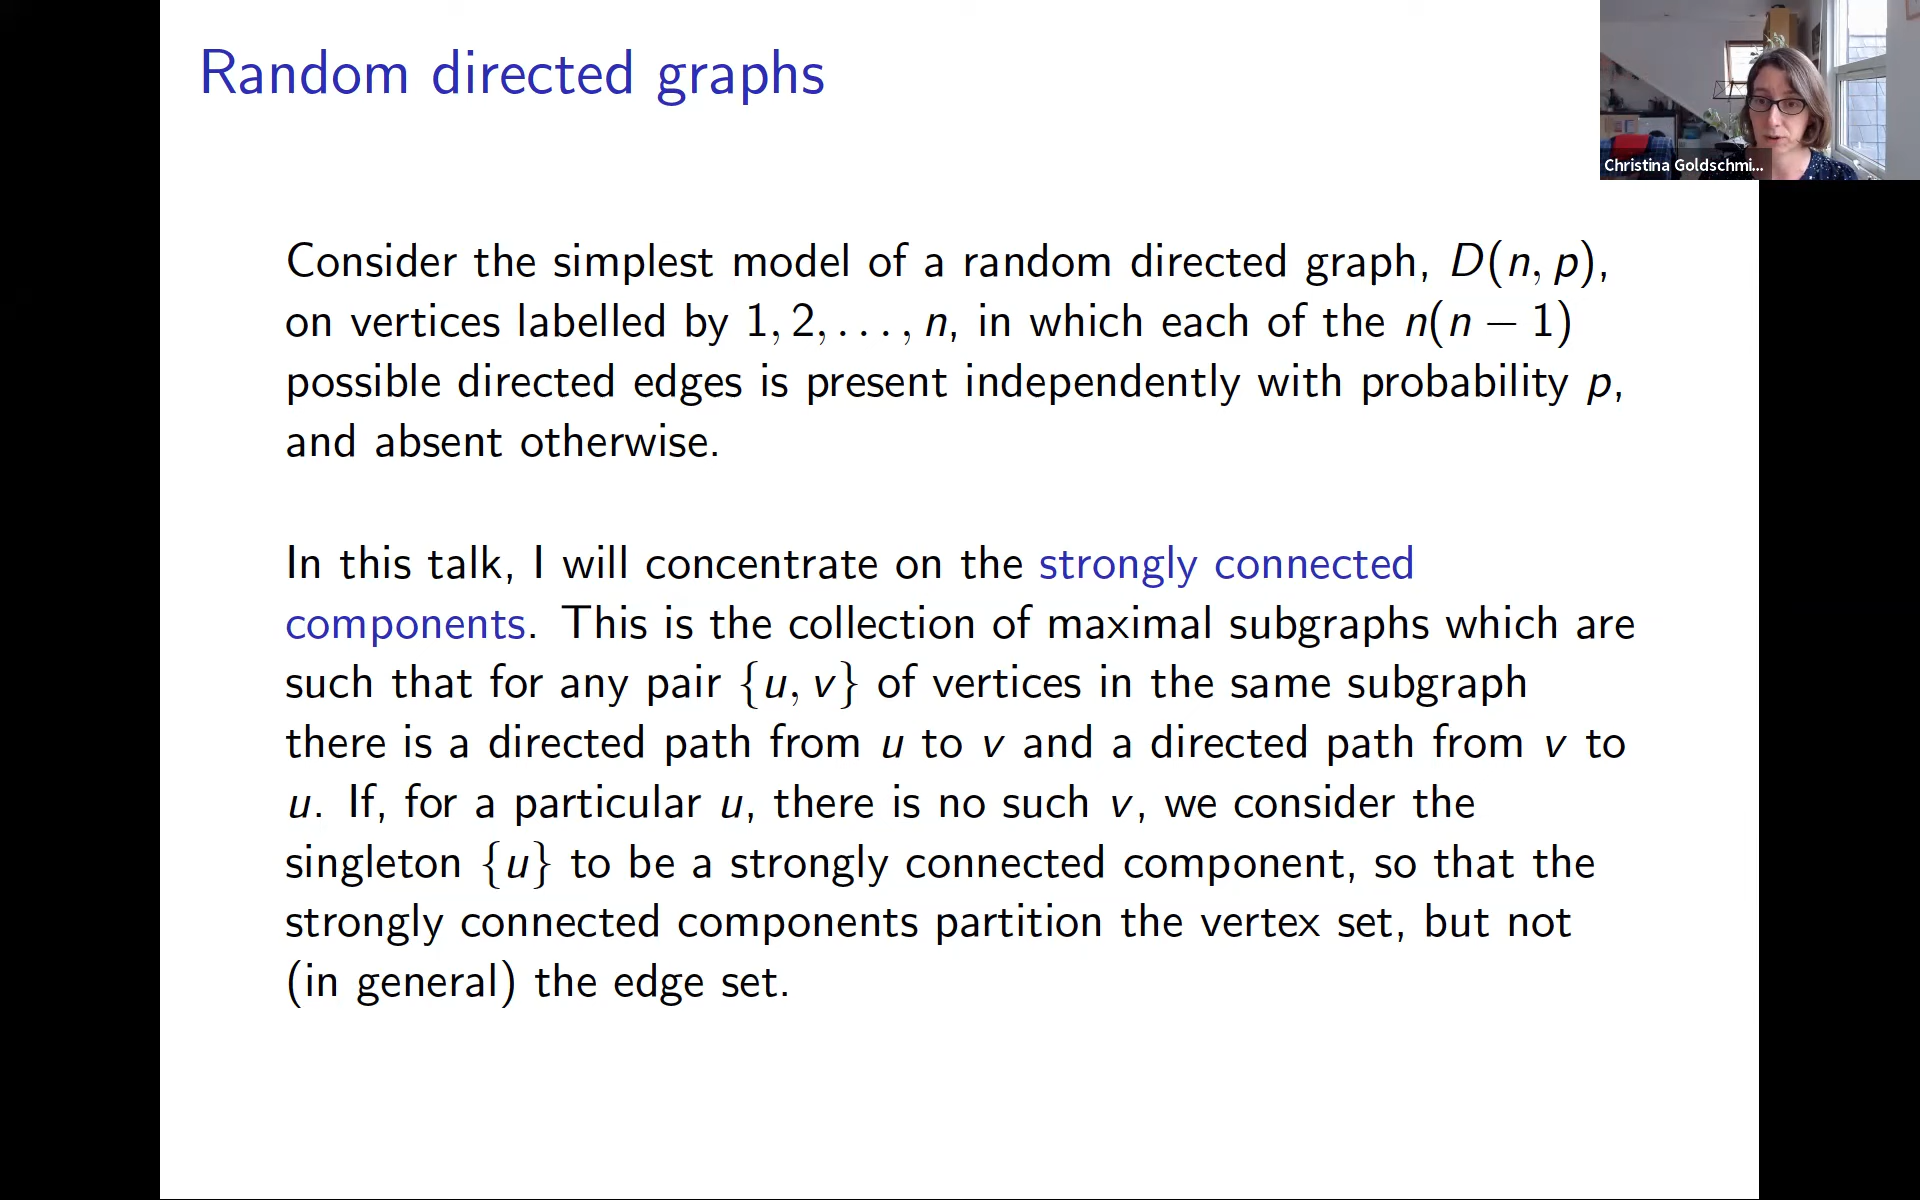 Random directed graphs
Christina Goldschmi...
Consider the simplest model of a random directed graph, D(n, p),
on vertices labelled by 1, 2, . . . , n, in which each of the n(n − 1)
possible directed edges is present independently with probability p,
and absent otherwise.
In this talk, I will concentrate on the strongly connected
components. This is the collection of maximal subgraphs which are
such that for any pair {u, v} of vertices in the same subgraph
there is a directed path from u to v and a directed path from v to
u. If, for a particular u, there is no such v, we consider the
singleton {u} to be a strongly connected component, so that the
strongly connected components partition the vertex set, but not
(in general) the edge set.